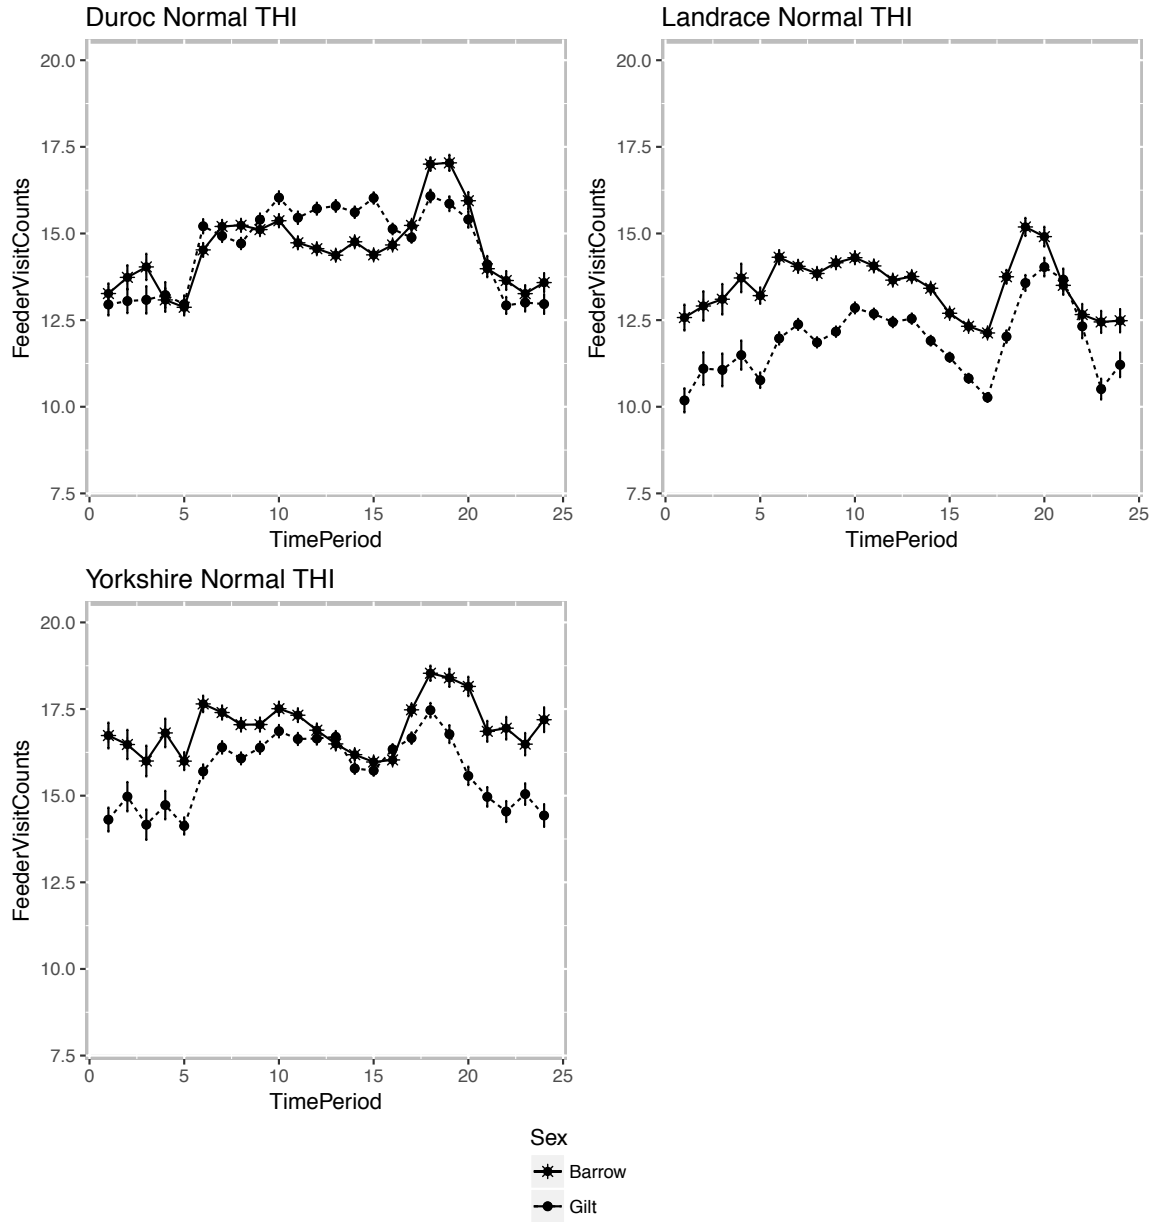 Duroc Normal THI
20.0
17.5
15.0
12.5
10.0
7.5
FeederVisitCounts
0 5 10 15 20 25
TimePeriod
Landrace Normal THI
20.0
17.5
15.0
12.5
10.0
7.5
FeederVisitCounts
0 5 10 15 20 25
TimePeriod
Yorkshire Normal THI
20.0
17.5
15.0
12.5
10.0
7.5
FeederVisitCounts
0 5 10 15 20 25
TimePeriod
Sex
Barrow
Gilt